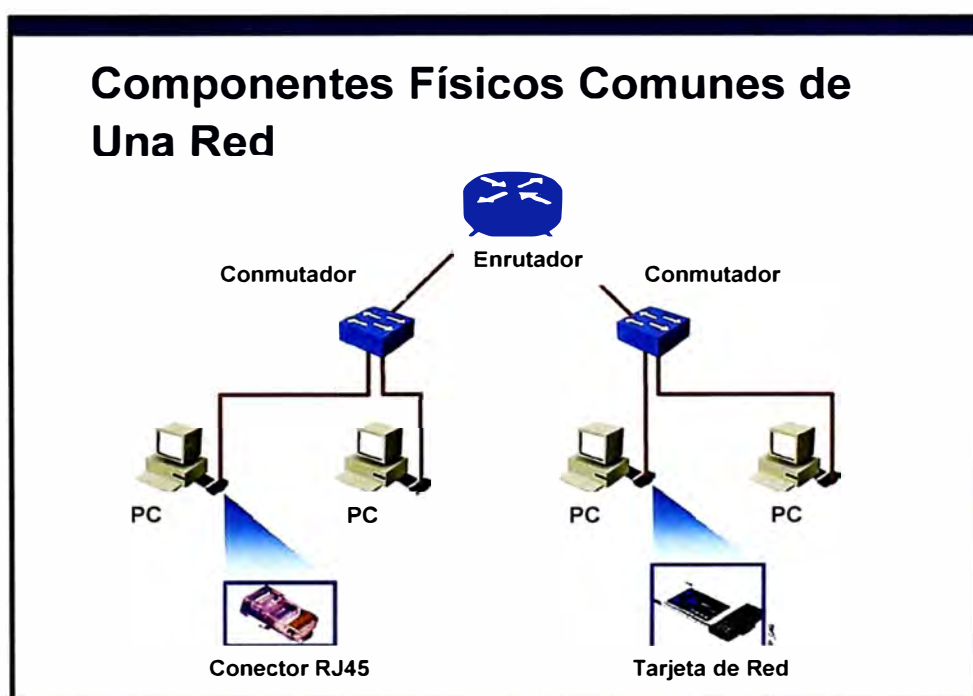 Componentes Físicos Comunes de
Una Red
Enrutador
Conmutador
Conmutador
PC
PC
PC
PC
Conector RJ45
Tarjeta de Red